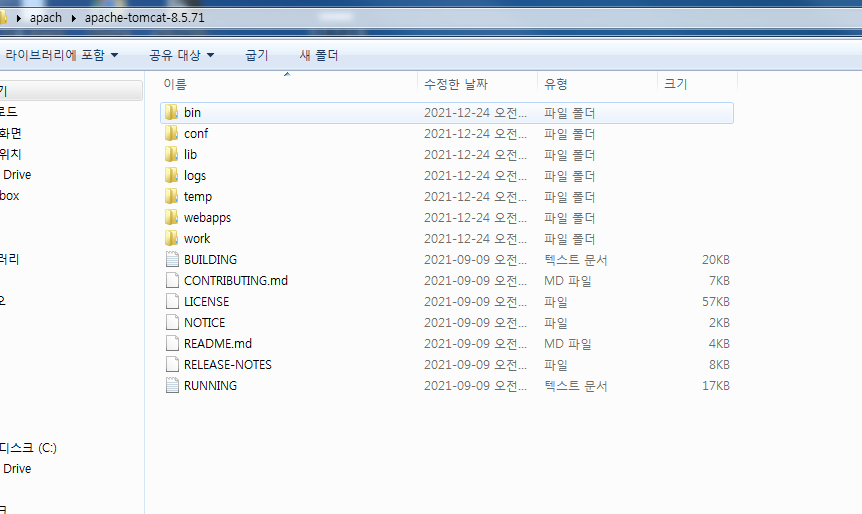 apach ▸ apache-tomcat-8.5.71
라이브러리에 포함 공유 대상 굽기 새 폴더
이름 수정한 날짜 유형 크기
기
로드
화면
위치
Drive
box
러리
오
디스크 (C:)
Drive
크
bin 2021-12-24 오전... 파일 폴더
conf 2021-12-24 오전... 파일 폴더
lib 2021-12-24 오전... 파일 폴더
logs 2021-12-24 오전... 파일 폴더
temp 2021-12-24 오전... 파일 폴더
webapps 2021-12-24 오전... 파일 폴더
work 2021-12-24 오전... 파일 폴더
BUILDING 2021-09-09 오전... 텍스트 문서 20KB
CONTRIBUTING.md 2021-09-09 오전... MD 파일 7KB
LICENSE 2021-09-09 오전... 파일 57KB
NOTICE 2021-09-09 오전... 파일 2KB
README.md 2021-09-09 오전... MD 파일 4KB
RELEASE-NOTES 2021-09-09 오전... 파일 8KB
RUNNING 2021-09-09 오전... 텍스트 문서 17KB